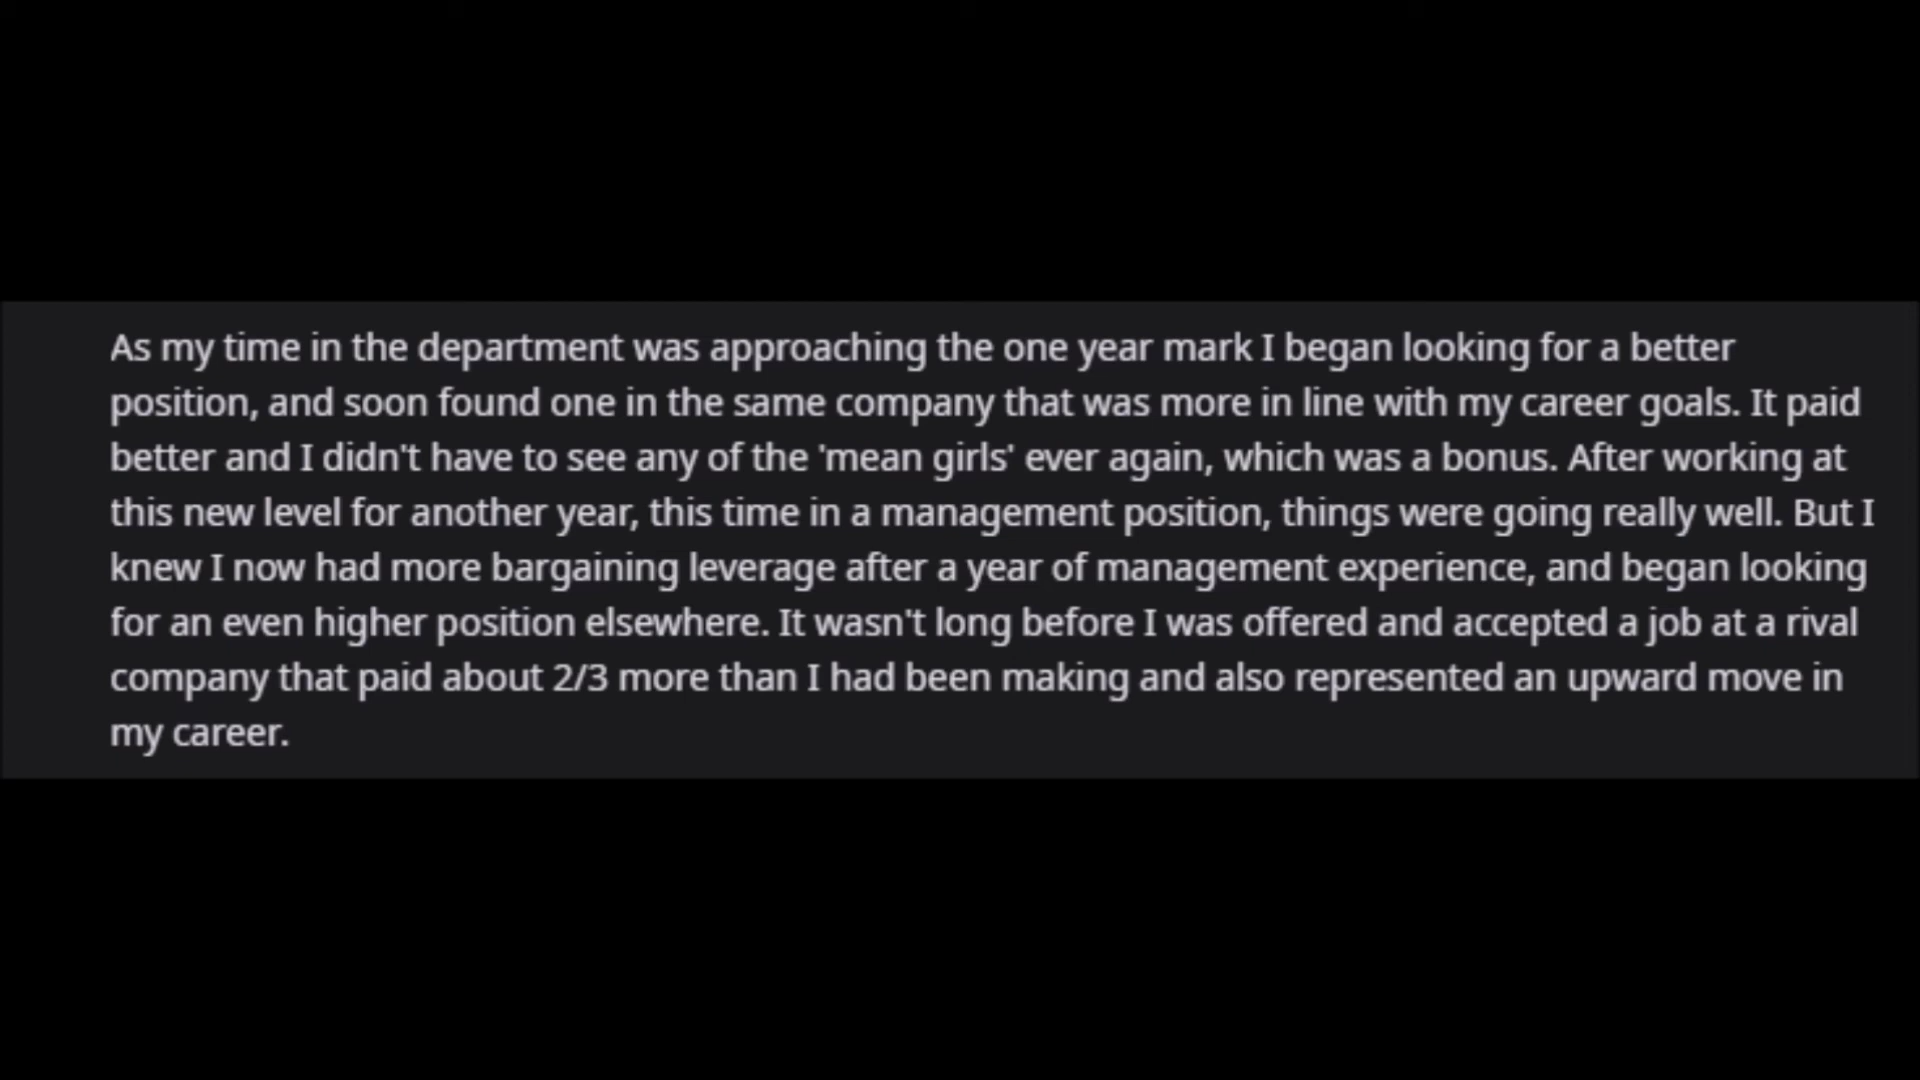 As my time in the department was approaching the one year mark I began looking for a better
position, and soon found one in the same company that was more in line with my career goals. It paid
better and I didn't have to see any of the 'mean girls' ever again, which was a bonus. After working at
this new level for another year, this time in a management position, things were going really well. But I
knew I now had more bargaining leverage after a year of management experience, and began looking
for an even higher position elsewhere. It wasn't long before I was offered and accepted a job at a rival
company that paid about 2/3 more than I had been making and also represented an upward move in
my career.